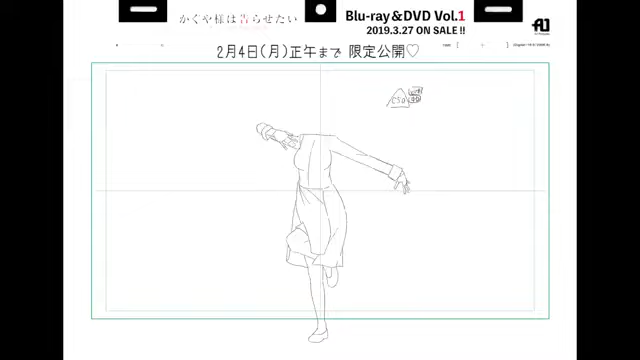 かぐや様は告らせたい
Blu-ray&DVD Vol.1
2019.3.27 ON SALE!!
2月4日(月)正午まで 限定公開♡
C50